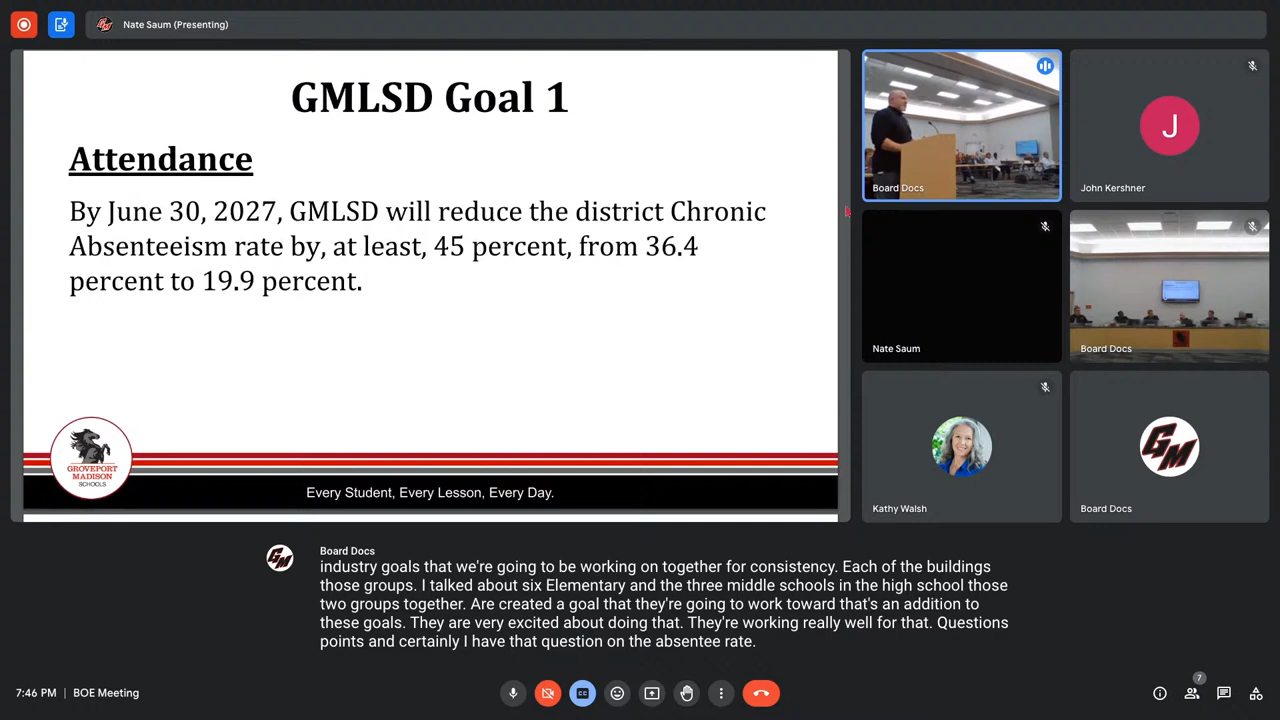 Nate Saum (Presenting)
GMLSD Goal 1
Attendance
By June 30, 2027, GMLSD will reduce the district Chronic
Absenteeism rate by, at least, 45 percent, from 36.4
percent to 19.9 percent.
GROVEPORT
MADISON
SCHOOLS
Every Student, Every Lesson, Every Day.
Board Docs
J
John Kershner
Nate Saum
Board Docs
Kathy Walsh
GM
Board Docs
GM
Board Docs
industry goals that we're going to be working on together for consistency. Each of the buildings
those groups. I talked about six Elementary and the three middle schools in the high school those
two groups together. Are created a goal that they're going to work toward that's an addition to
these goals. They are very excited about doing that. They're working really well for that. Questions
points and certainly I have that question on the absentee rate.
7:46 PM | BOE Meeting
CC
7